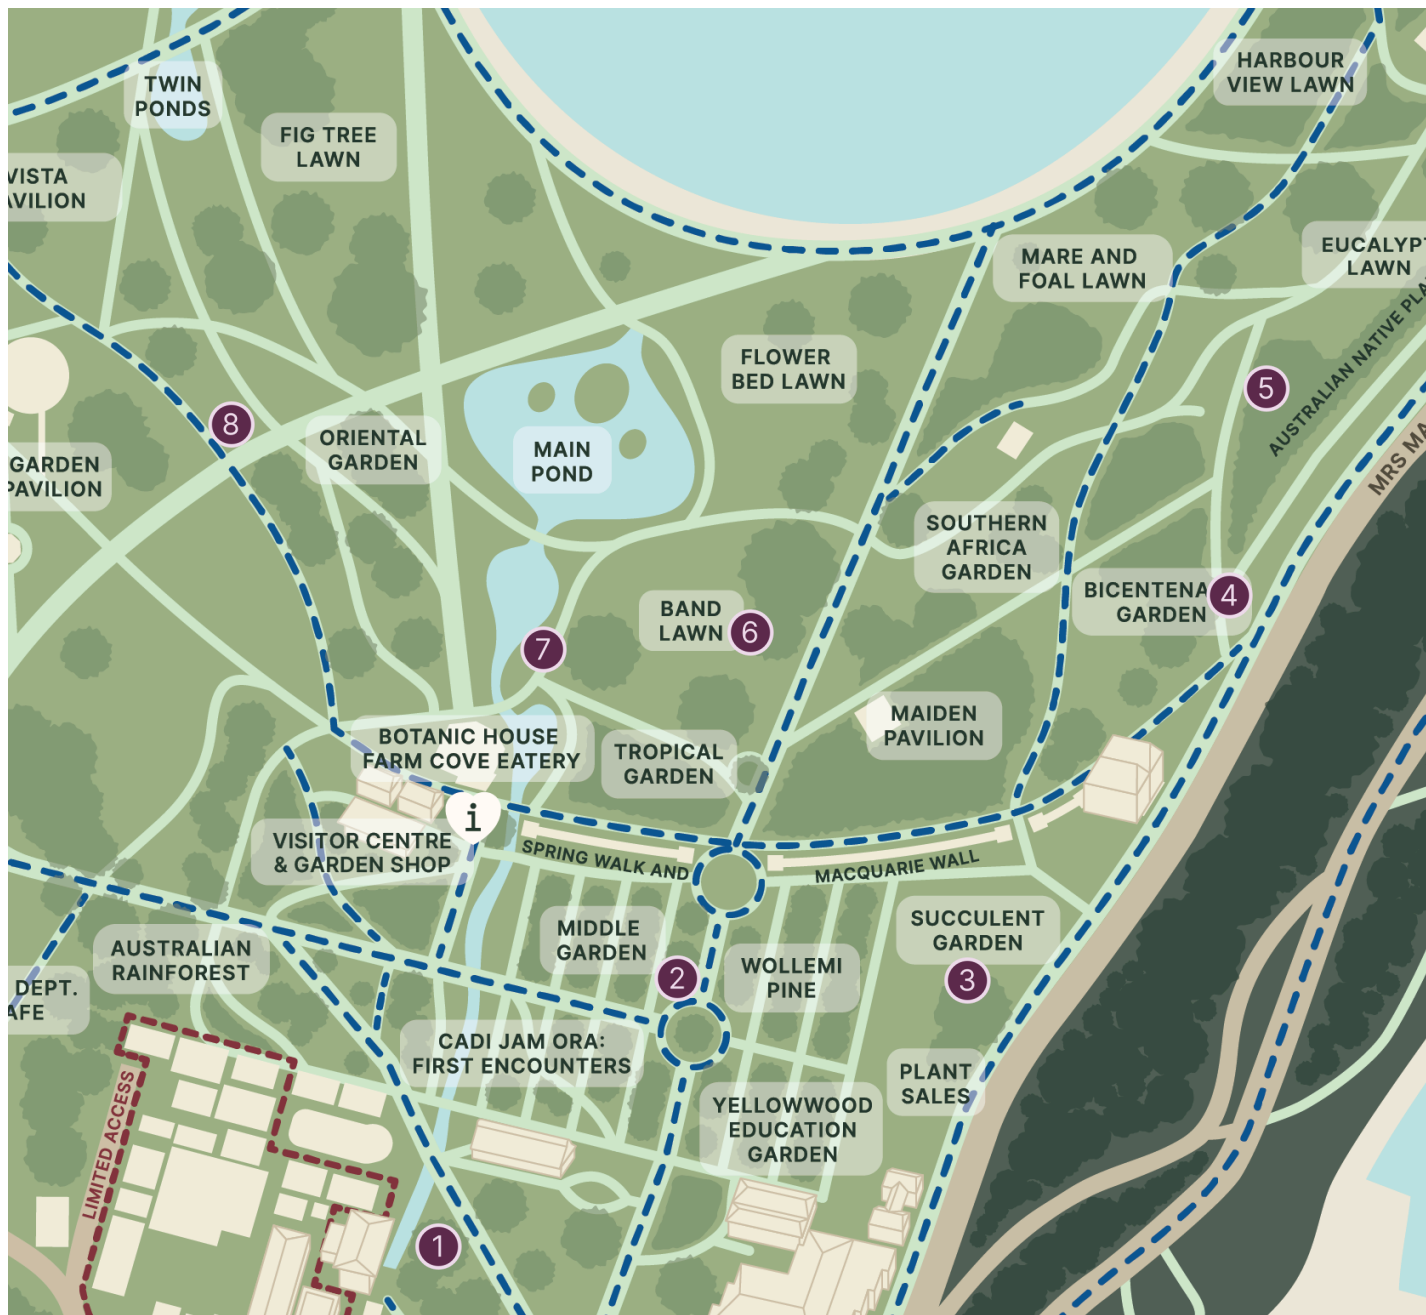 HARBOUR
VIEW LAWN
TWIN
PONDS
FIG TREE
LAWN
VISTA
AVILION
MARE AND
FOAL LAWN
EUCALYPT
LAWN
FLOWER
BED LAWN
5
AUSTRALIAN NATIVE PLA
8
ORIENTAL
GARDEN
MAIN
POND
GARDEN
PAVILION
MRS MA
SOUTHERN
AFRICA
GARDEN
BICENTENA
GARDEN
4
BAND
LAWN
6
7
MAIDEN
PAVILION
BOTANIC HOUSE
FARM COVE EATERY
TROPICAL
GARDEN
i
VISITOR CENTRE
& GARDEN SHOP
SPRING WALK AND
MACQUARIE WALL
MIDDLE
GARDEN
SUCCULENT
GARDEN
AUSTRALIAN
RAINFOREST
2
WOLLEMI
PINE
3
DEPT.
AFE
CADI JAM ORA:
FIRST ENCOUNTERS
PLANT
SALES
YELLOWWOOD
EDUCATION
GARDEN
LIMITED ACCESS
1